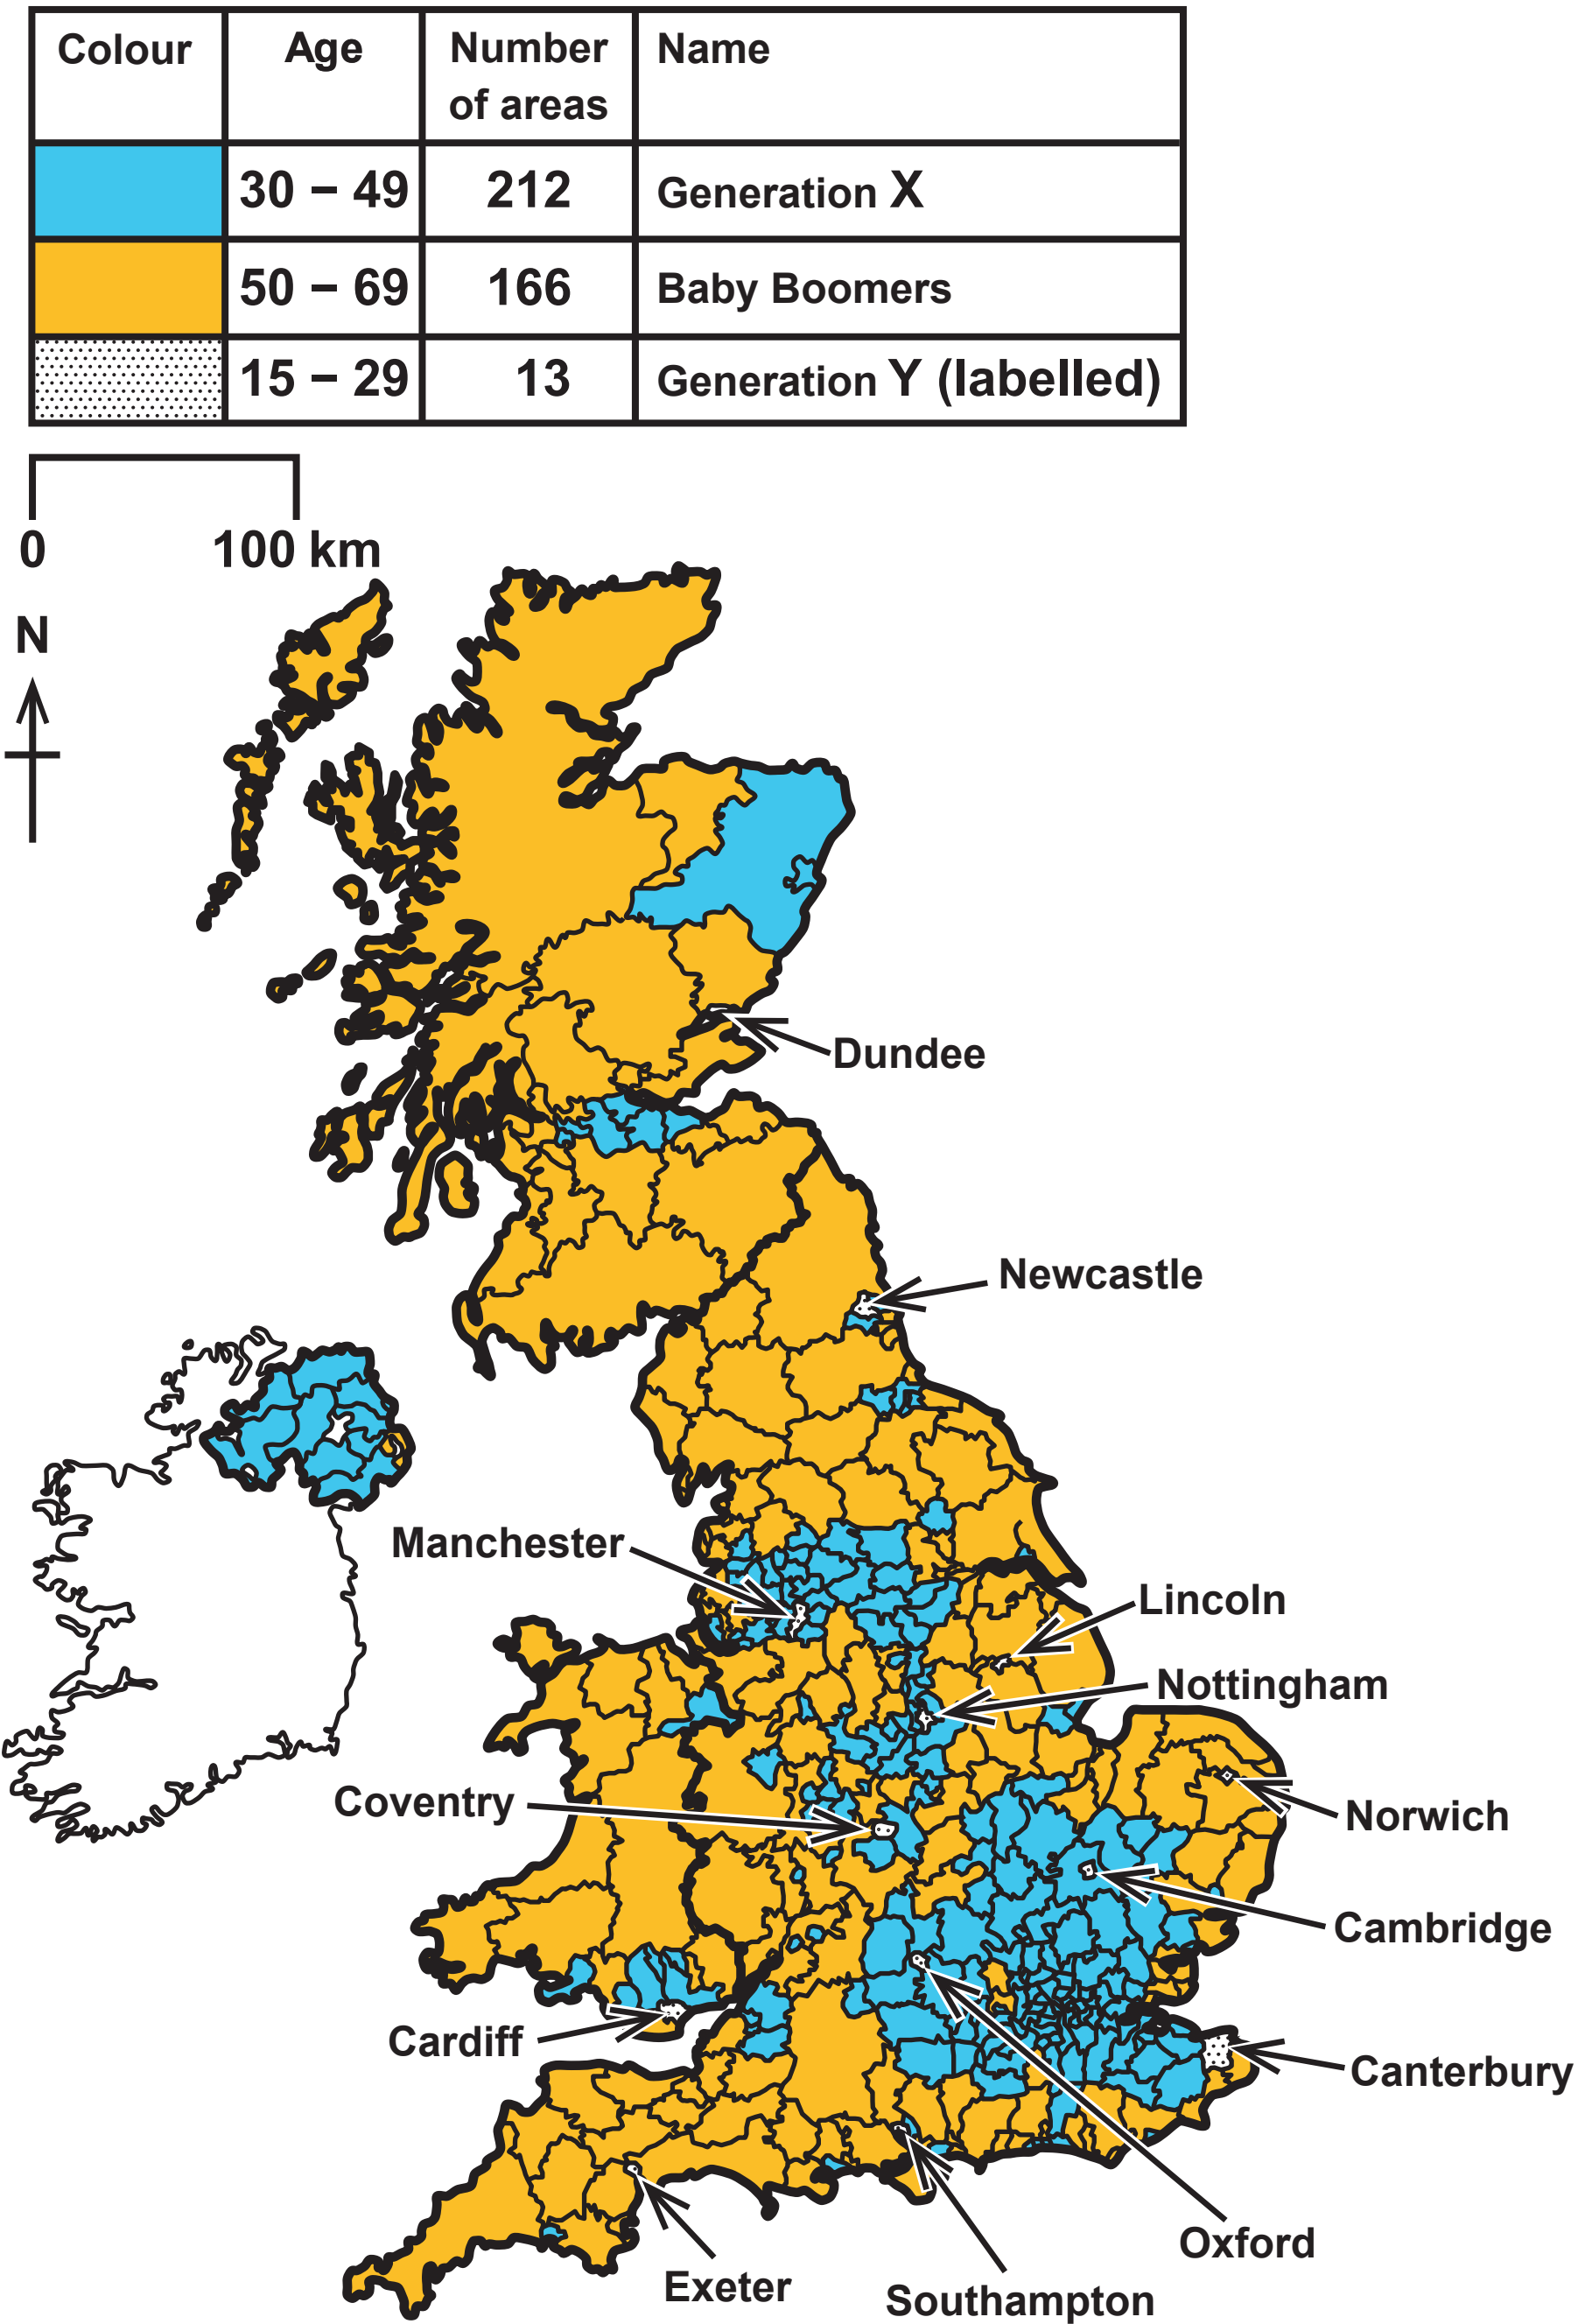 Colour Age Number of areas Name
30 – 49 212 Generation X
50 – 69 166 Baby Boomers
15 – 29 13 Generation Y (labelled)
0 100 km
N
Dundee
Newcastle
Manchester
Lincoln
Nottingham
Coventry
Norwich
Cambridge
Cardiff
Canterbury
Oxford
Exeter
Southampton